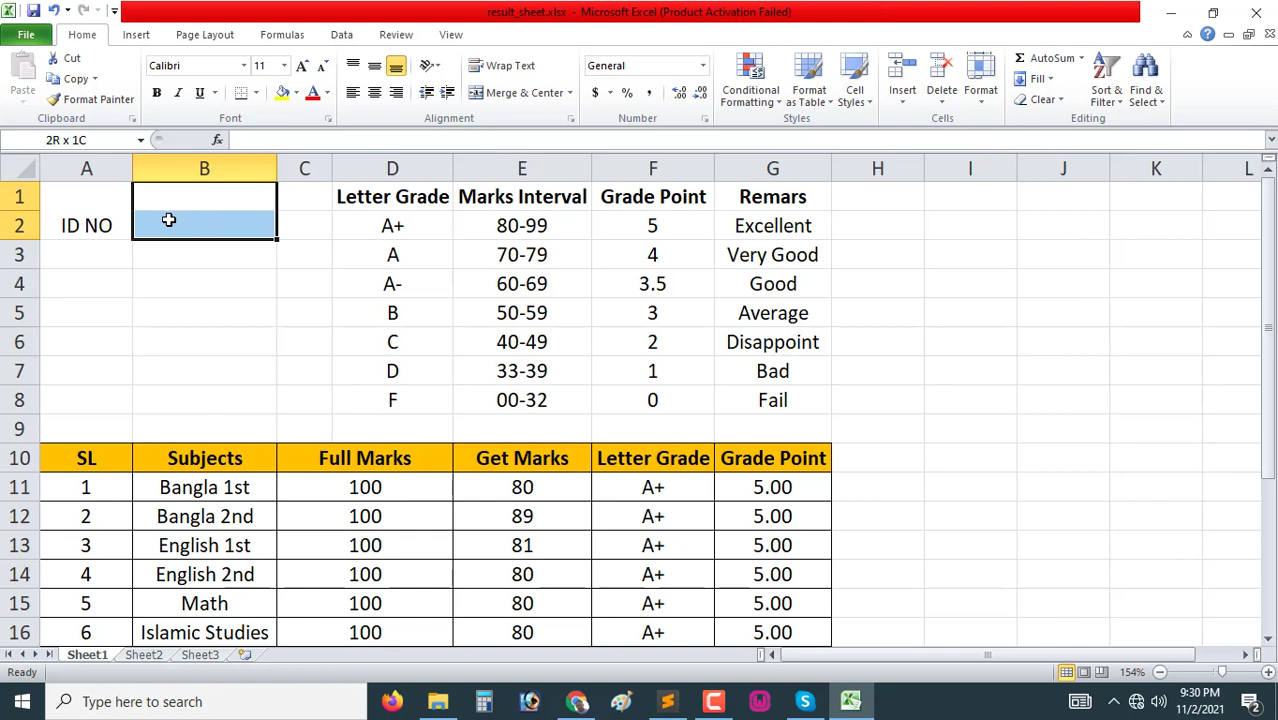 result_sheet.xlsx - Microsoft Excel (Product Activation Failed)
File Home Insert Page Layout Formulas Data Review View
Cut
Copy
Format Painter
Paste
Clipboard
Calibri 11
B I U
Font
Wrap Text
Merge & Center
Alignment
General
$ % ,
Number
Conditional Formatting
Format as Table
Cell Styles
Styles
Insert Delete Format
Cells
AutoSum
Fill
Clear
Sort & Filter
Find & Select
Editing
2R x 1C fx
A B C D E F G H I J K L
1 Letter Grade Marks Interval Grade Point Remars
2 ID NO A+ 80-99 5 Excellent
3 A 70-79 4 Very Good
4 A- 60-69 3.5 Good
5 B 50-59 3 Average
6 C 40-49 2 Disappoint
7 D 33-39 1 Bad
8 F 00-32 0 Fail
9
10 SL Subjects Full Marks Get Marks Letter Grade Grade Point
11 1 Bangla 1st 100 80 A+ 5.00
12 2 Bangla 2nd 100 89 A+ 5.00
13 3 English 1st 100 81 A+ 5.00
14 4 English 2nd 100 80 A+ 5.00
15 5 Math 100 80 A+ 5.00
16 6 Islamic Studies 100 80 A+ 5.00
Sheet1 Sheet2 Sheet3
Ready 154%
Type here to search
9:30 PM
11/2/2021
2